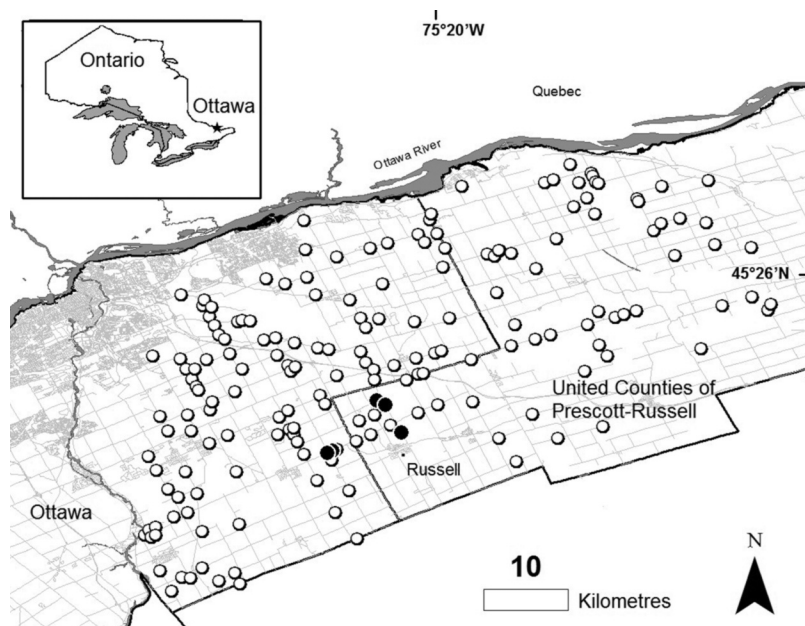 75°20'W
Ontario
Ottawa
Quebec
Ottawa River
45°26'N
United Counties of
Prescott-Russell
Russell
Ottawa
N
10
Kilometres